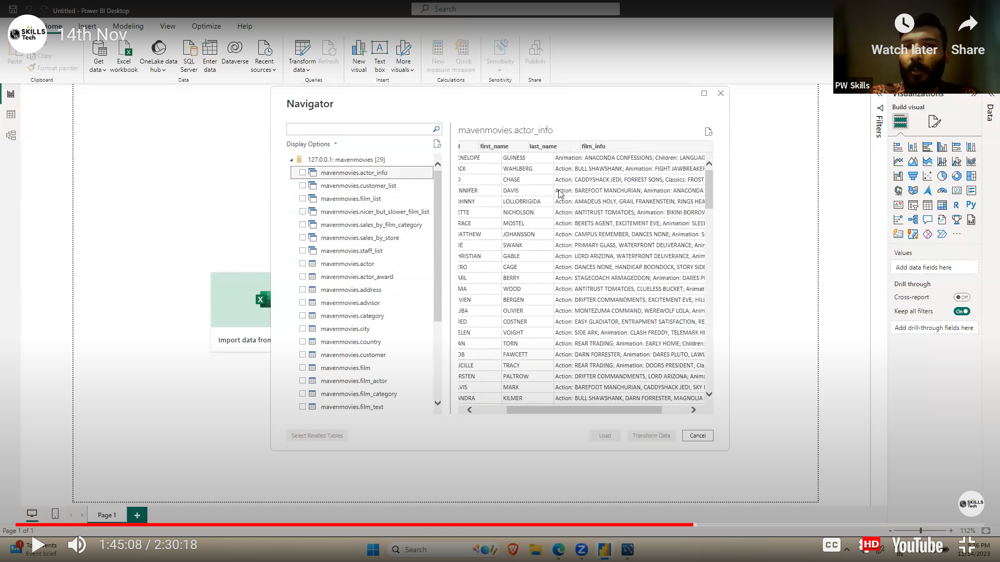 Untitled - Power BI Desktop
Search
Home
Insert
Modeling
View
Optimize
Help
SKILLS
Tech
14th Nov
Watch later
Share
PW Skills
Paste
Copy
Format painter
Clipboard
Get data
Excel workbook
OneLake data hub
SQL Server
Enter data
Dataverse
Recent sources
Data
Transform data
Refresh
Queries
New visual
Text box
More visuals
Insert
New measure
Quick measure
Calculations
Sensitivity
Sensitivity
Publish
Share
Navigator
Display Options
127.0.0.1: mavenmovies [29]
mavenmovies.actor_info
mavenmovies.customer_list
mavenmovies.film_list
mavenmovies.nicer_but_slower_film_list
mavenmovies.sales_by_film_category
mavenmovies.sales_by_store
mavenmovies.staff_list
mavenmovies.actor
mavenmovies.actor_award
mavenmovies.address
mavenmovies.advisor
mavenmovies.category
mavenmovies.city
mavenmovies.country
mavenmovies.customer
mavenmovies.film
mavenmovies.film_actor
mavenmovies.film_category
mavenmovies.film_text
mavenmovies.actor_info
first_name last_name film_info
ENELOPE GUINESS Animation: ANACONDA CONFESSIONS; Children: LANGUAG
ICK WAHLBERG Action: BULL SHAWSHANK; Animation: FIGHT JAWBREAKER
D CHASE Action: CADDYSHACK JEDI, FORREST SONS; Classics: FROST
NNIFER DAVIS Action: BAREFOOT MANCHURIAN; Animation: ANACONDA
OHNNY LOLLOBRIGIDA Action: AMADEUS HOLY, GRAIL FRANKENSTEIN, RINGS HEA
ETTE NICHOLSON Action: ANTITRUST TOMATOES; Animation: BIKINI BORROW
RACE MOSTEL Action: BERETS AGENT, EXCITEMENT EVE; Animation: SLEE
ATTHEW JOHANSSON Action: CAMPUS REMEMBER, DANCES NONE; Animation: S
OE SWANK Action: PRIMARY GLASS, WATERFRONT DELIVERANCE; Anim
HRISTIAN GABLE Action: LORD ARIZONA, WATERFRONT DELIVERANCE; Anim
ERO CAGE Action: DANCES NONE, HANDICAP BOONDOCK, STORY SIDE
ARL BERRY Action: STAGECOACH ARMAGEDDON; Animation: DARES P
MA WOOD Action: ANTITRUST TOMATOES, CLUELESS BUCKET; Animat
VIEN BERGEN Action: DRIFTER COMMANDMENTS, EXCITEMENT EVE, HILL
UBA OLIVIER Action: MONTEZUMA COMMAND, WEREWOLF LOLA; Anim
RED COSTNER Action: EASY GLADIATOR, ENTRAPMENT SATISFACTION, RE
ELEN VOIGHT Action: SIDE ARK; Animation: CLASH FREDDY, TELEMARK H
AN TORN Action: REAR TRADING; Animation: EARLY HOME; Children:
OB FAWCETT Action: DARN FORRESTER; Animation: DARES PLUTO, LAWL
UCILLE TRACY Action: REAR TRADING; Animation: DOORS PRESIDENT; Cla
RSTEN PALTROW Action: DRIFTER COMMANDMENTS, LORD ARIZONA; Anima
LVIS MARX Action: BAREFOOT MANCHURIAN, CADDYSHACK JEDI, SKY
ANDRA KILMER Action: BULL SHAWSHANK, DARN FORRESTER, MAGNOLIA
Select Related Tables
Load
Transform Data
Cancel
Import data from
Filters
Visualizations
Build visual
Data
R
Py
123
Values
Add data fields here
Drill through
Cross-report
Off
Keep all filters
On
Add drill-through fields here
SKILLS
Tech
Page 1
Page 1 of 1
112%
1:45:08 / 2:30:18
Event brief
Search
CC
HD
YouTube
IN
11/14/2023